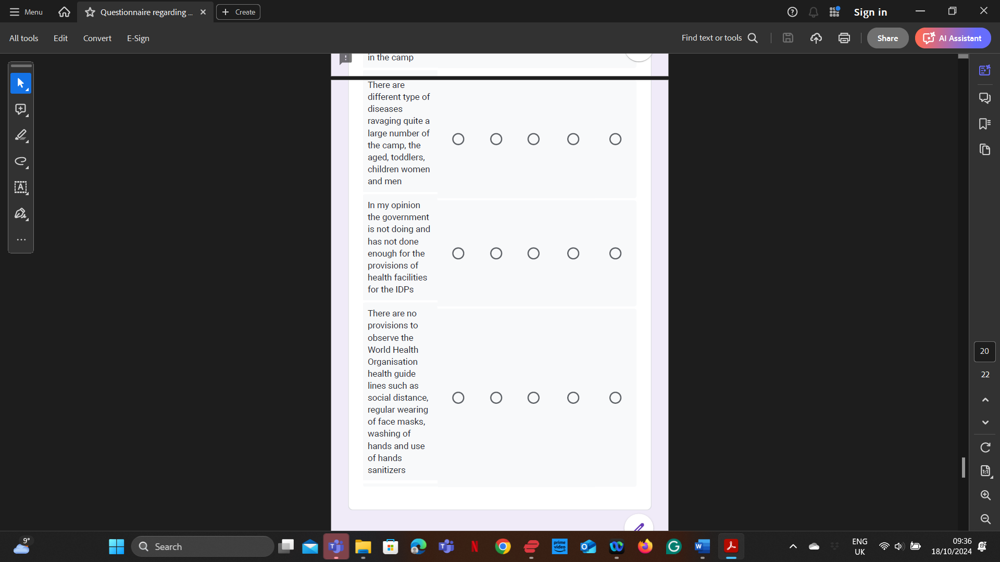 Menu
Questionnaire regarding ...
Create
Sign in
All tools
Edit
Convert
E-Sign
Find text or tools
Share
AI Assistant
in the camp
There are
different type of
diseases
ravaging quite a
large number of
the camp, the
aged, toddlers,
children women
and men
In my opinion
the government
is not doing and
has not done
enough for the
provisions of
health facilities
for the IDPs
There are no
provisions to
observe the
World Health
Organisation
health guide
lines such as
social distance,
regular wearing
of face masks,
washing of
hands and use
of hands
sanitizers
20
22
9°
Search
prime video
ENG
UK
09:36
18/10/2024